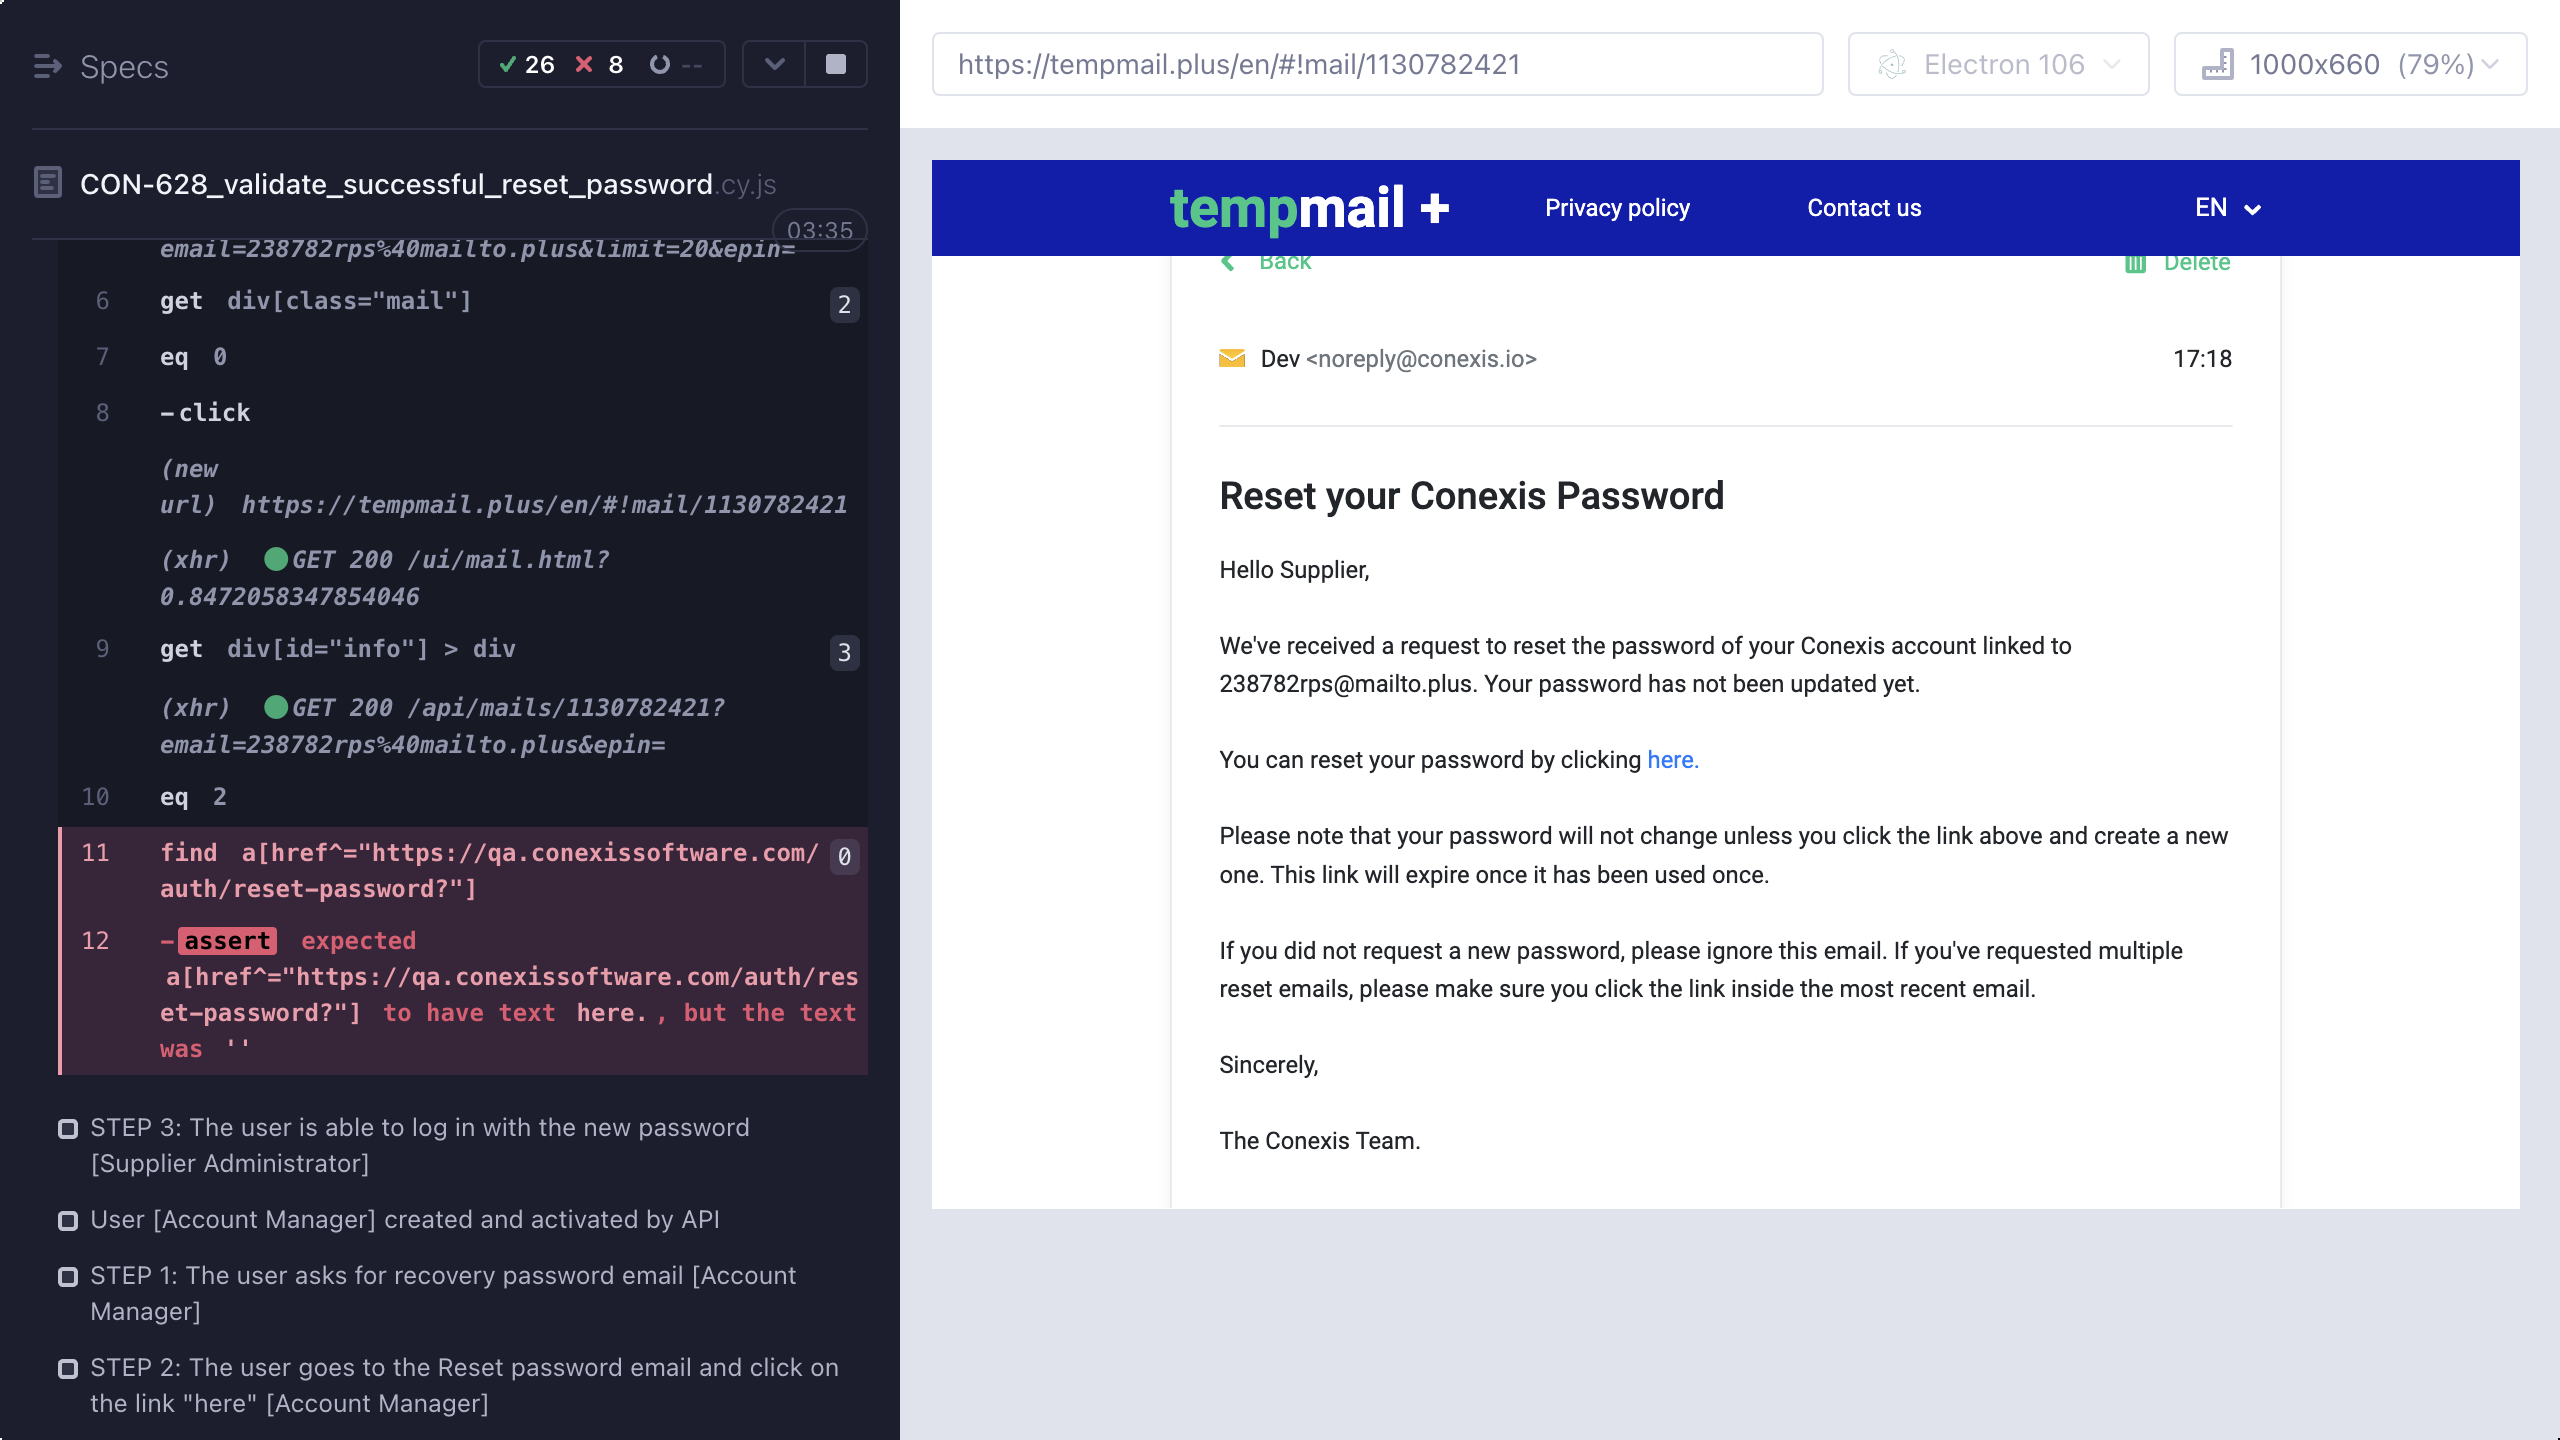 Specs
26 8 --
CON-628_validate_successful_reset_password.cy.js
03:35
email=238782rps%40mailto.plus&limit=20&epin=
6 get div[class="mail"] 2
7 eq 0
8 -click
(new
url) https://tempmail.plus/en/#!mail/1130782421
(xhr) GET 200 /ui/mail.html?
0.8472058347854046
9 get div[id="info"] > div 3
(xhr) GET 200 /api/mails/1130782421?
email=238782rps%40mailto.plus&epin=
10 eq 2
11 find a[href^="https://qa.conexissoftware.com/ 0
auth/reset-password?"]
12 -assert expected
a[href^="https://qa.conexissoftware.com/auth/res
et-password?"] to have text here. , but the text
was ''
STEP 3: The user is able to log in with the new password
[Supplier Administrator]
User [Account Manager] created and activated by API
STEP 1: The user asks for recovery password email [Account
Manager]
STEP 2: The user goes to the Reset password email and click on
the link "here" [Account Manager]
https://tempmail.plus/en/#!mail/1130782421
Electron 106
1000x660 (79%)
tempmail +
Privacy policy
Contact us
EN
Back
Delete
Dev <noreply@conexis.io> 17:18
Reset your Conexis Password
Hello Supplier,
We've received a request to reset the password of your Conexis account linked to
238782rps@mailto.plus. Your password has not been updated yet.
You can reset your password by clicking here.
Please note that your password will not change unless you click the link above and create a new
one. This link will expire once it has been used once.
If you did not request a new password, please ignore this email. If you've requested multiple
reset emails, please make sure you click the link inside the most recent email.
Sincerely,
The Conexis Team.